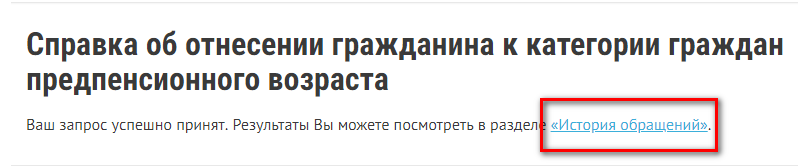 Справка об отнесении гражданина к категории граждан
предпенсионного возраста
Ваш запрос успешно принят. Результаты Вы можете посмотреть в разделе «История обращений».